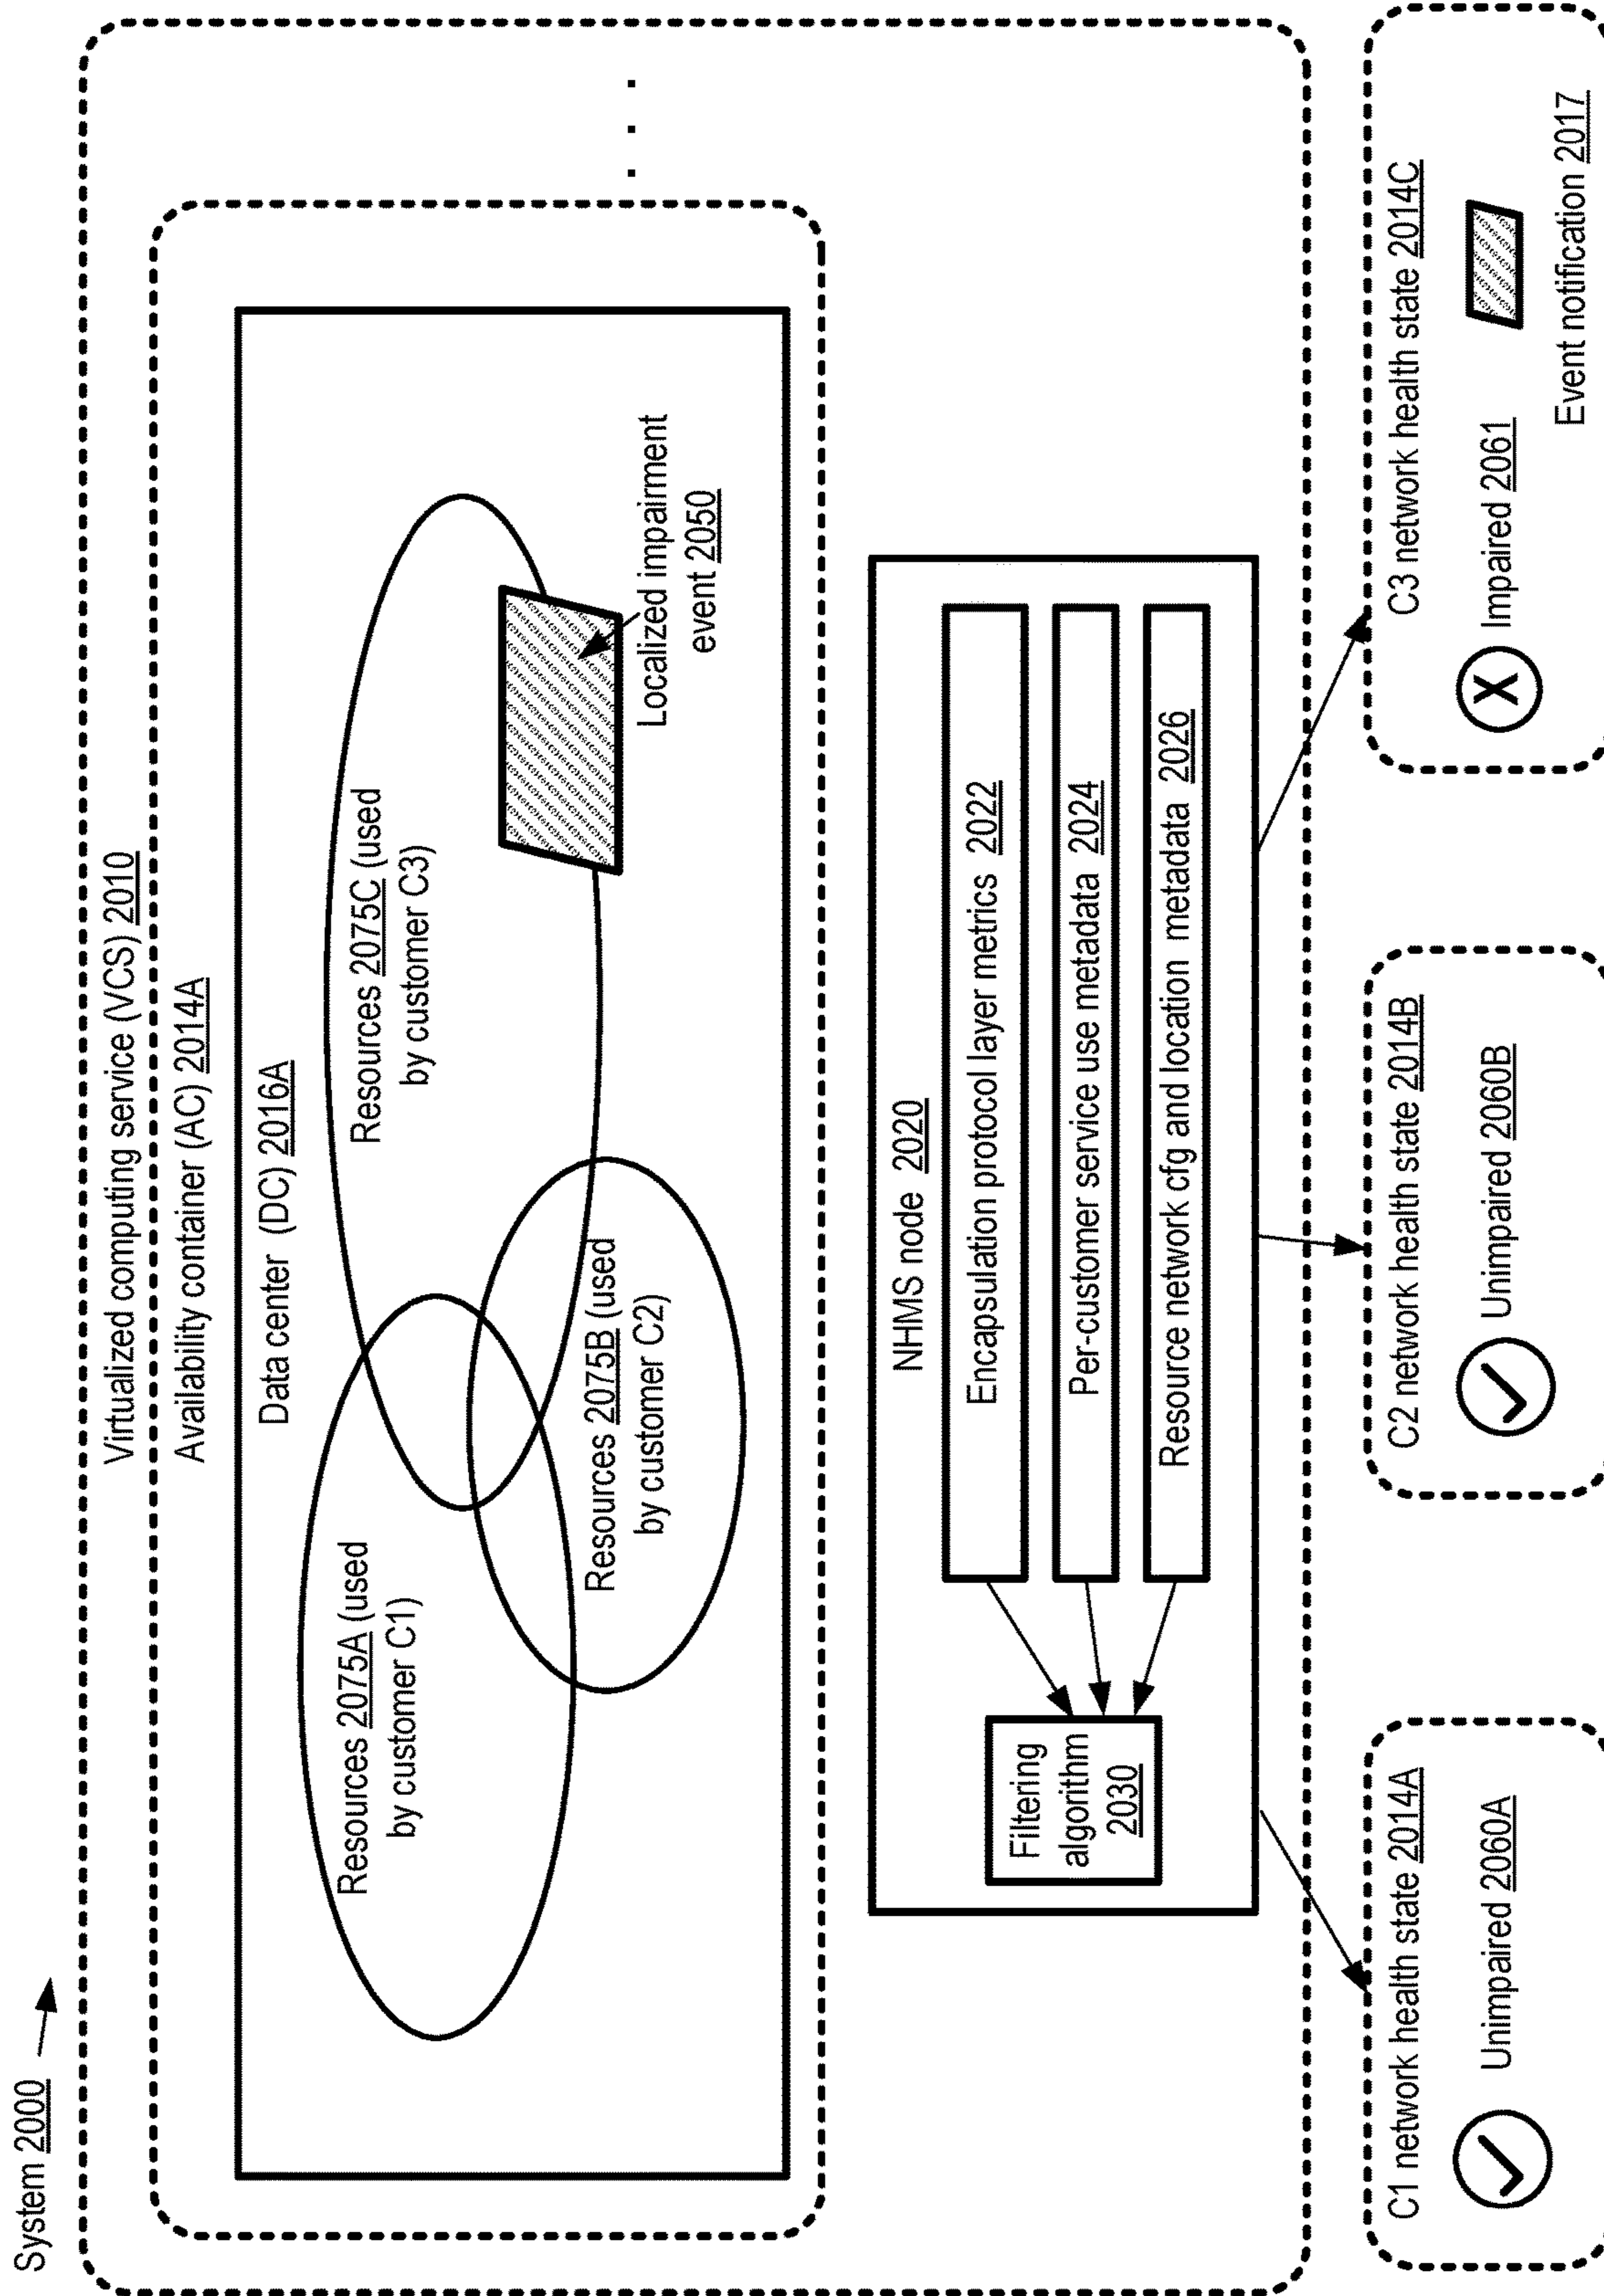 System 2000
Virtualized computing service (VCS) 2010
Availability container (AC) 2014A
Data center (DC) 2016A
Resources 2075A (used
by customer C1)
Resources 2075B (used
by customer C2)
Resources 2075C (used
by customer C3)
Localized impairment
event 2050
. . .
NHMS node 2020
Filtering
algorithm
2030
Encapsulation protocol layer metrics 2022
Per-customer service use metadata 2024
Resource network cfg and location metadata 2026
C1 network health state 2014A
Unimpaired 2060A
C2 network health state 2014B
Unimpaired 2060B
C3 network health state 2014C
X Impaired 2061
Event notification 2017